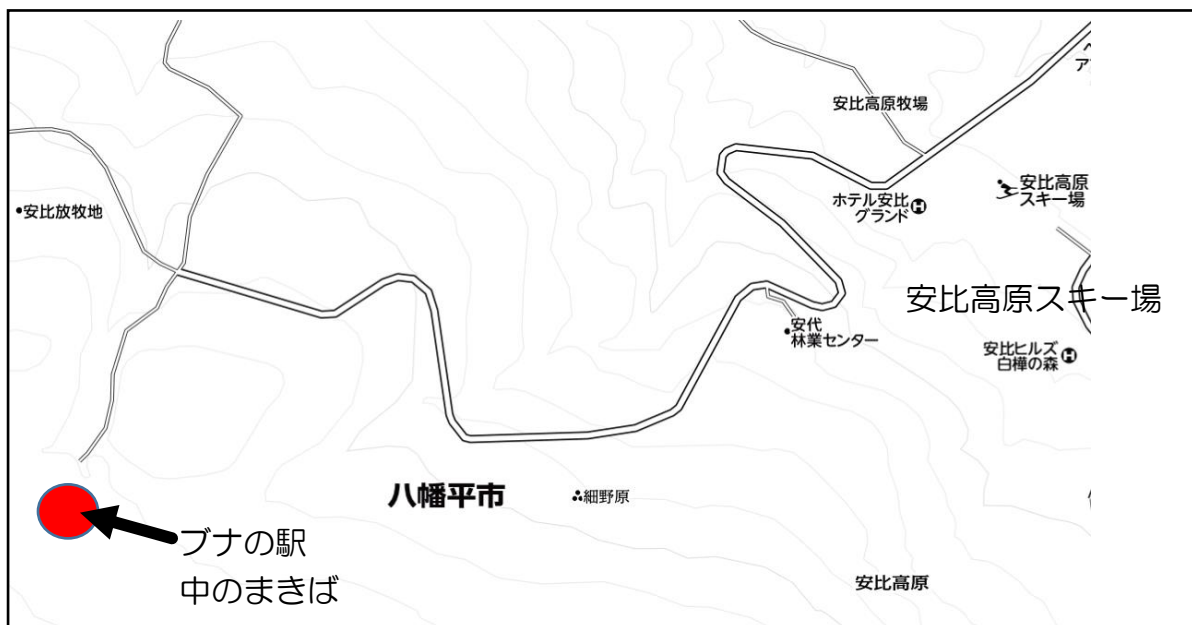 安比高原牧場
安比放牧地
ホテル安比
グランド
安比高原
スキー場
安比高原スキー場
安代
林業センター
安比ヒルズ
白樺の森
八幡平市
細野原
ブナの駅
中のまきば
安比高原